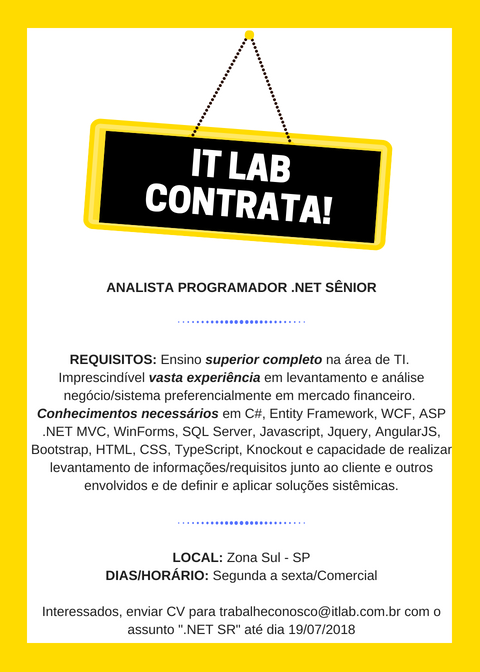 IT LAB
CONTRATA!
ANALISTA PROGRAMADOR .NET SÊNIOR
REQUISITOS: Ensino superior completo na área de TI.
Imprescindível vasta experiência em levantamento e análise
negócio/sistema preferencialmente em mercado financeiro.
Conhecimentos necessários em C#, Entity Framework, WCF, ASP
.NET MVC, WinForms, SQL Server, Javascript, Jquery, AngularJS,
Bootstrap, HTML, CSS, TypeScript, Knockout e capacidade de realizar
levantamento de informações/requisitos junto ao cliente e outros
envolvidos e de definir e aplicar soluções sistêmicas.
LOCAL: Zona Sul - SP
DIAS/HORÁRIO: Segunda a sexta/Comercial
Interessados, enviar CV para trabalheconosco@itlab.com.br com o
assunto ".NET SR" até dia 19/07/2018